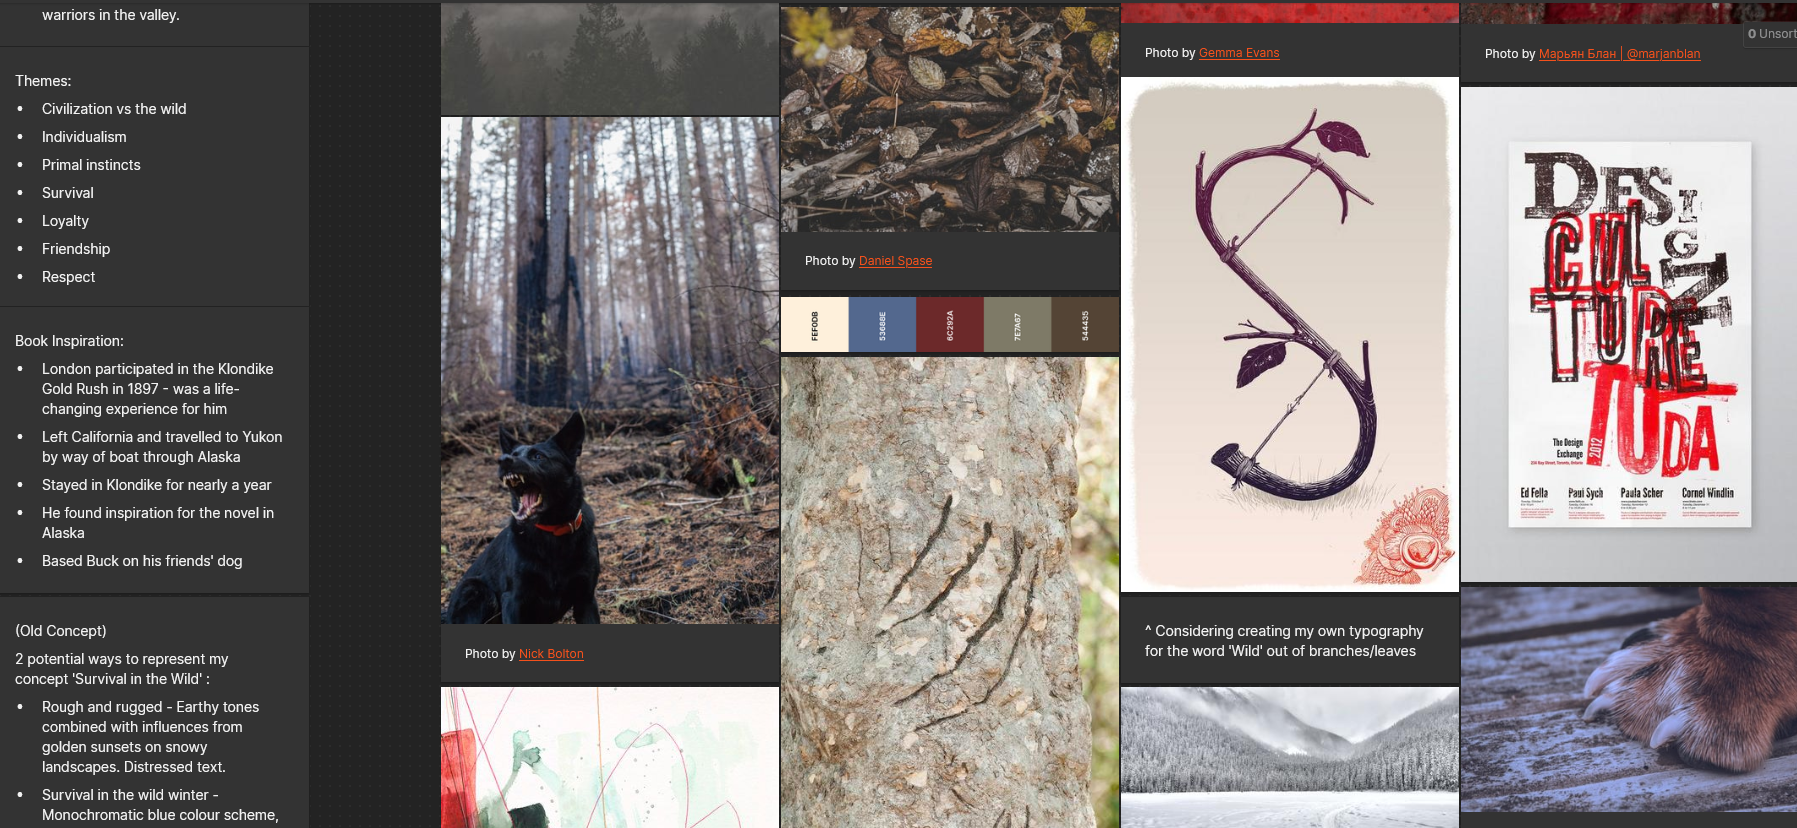 warriors in the valley.
Themes:
• Civilization vs the wild
• Individualism
• Primal instincts
• Survival
• Loyalty
• Friendship
• Respect
Book Inspiration:
• London participated in the Klondike
Gold Rush in 1897 - was a life-
changing experience for him
• Left California and travelled to Yukon
by way of boat through Alaska
• Stayed in Klondike for nearly a year
• He found inspiration for the novel in
Alaska
• Based Buck on his friends' dog
(Old Concept)
2 potential ways to represent my
concept 'Survival in the Wild' :
• Rough and rugged - Earthy tones
combined with influences from
golden sunsets on snowy
landscapes. Distressed text.
• Survival in the wild winter -
Monochromatic blue colour scheme,
Photo by Nick Bolton
Photo by Daniel Spase
FEF0DB
53688E
6C292A
7E7A67
544435
Photo by Gemma Evans
^ Considering creating my own typography
for the word 'Wild' out of branches/leaves
0 Unsort
Photo by Марьян Блан | @marjanblan
DESIGN
CULTURE
TUDA
The Design
Exchange
2012
Ed Fella
Paul Sych
Paula Scher
Cornel Windlin